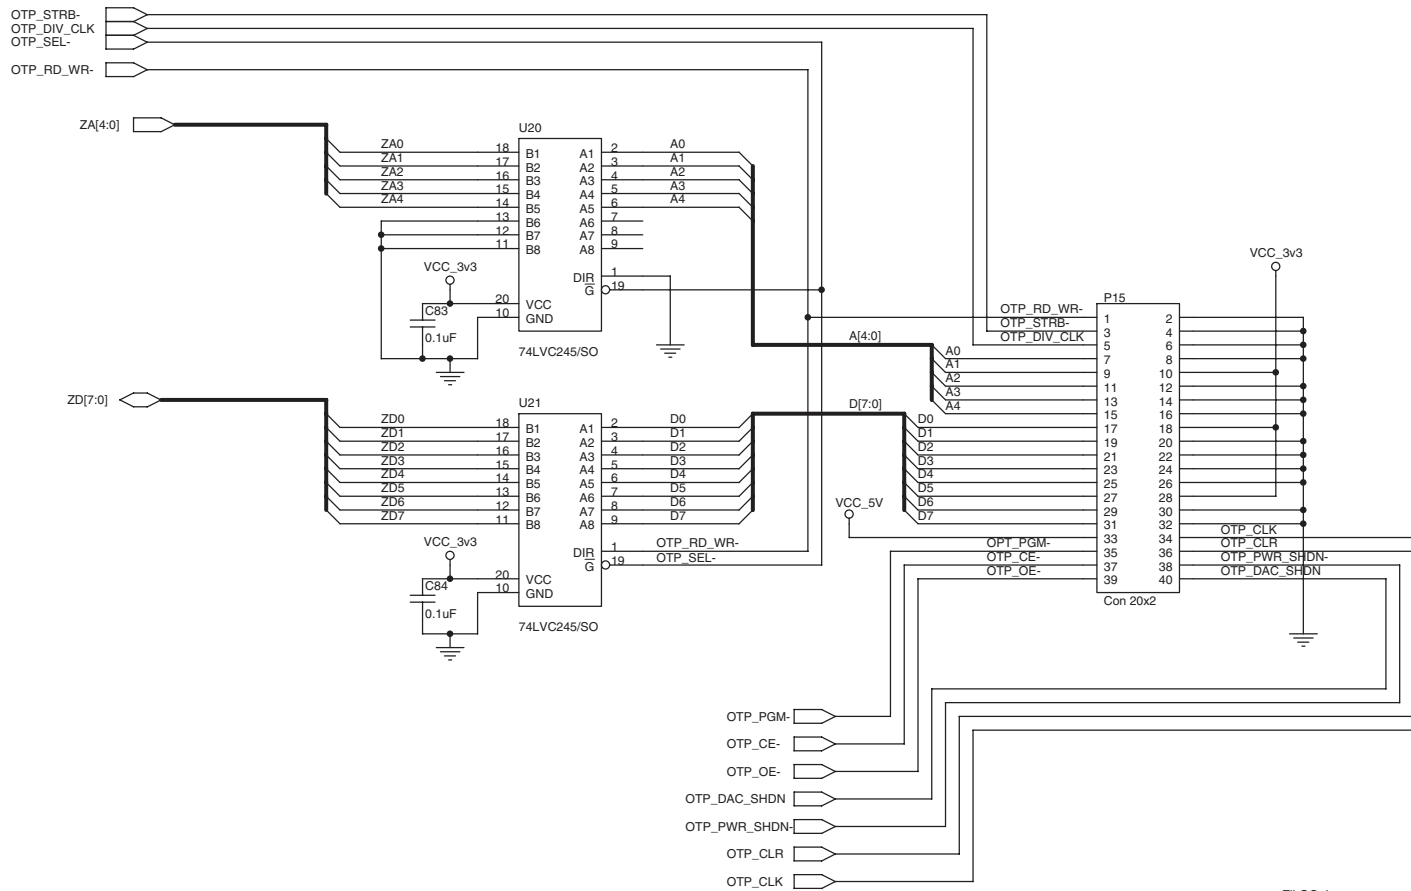 OTP_STRB-
OTP_DIV_CLK
OTP_SEL-
OTP_RD_WR-
ZA[4:0]
U20
ZA0 18 B1 A1 2 A0
ZA1 17 B2 A2 3 A1
ZA2 16 B3 A3 4 A2
ZA3 15 B4 A4 5 A3
ZA4 14 B5 A5 6 A4
13 B6 A6 7
12 B7 A7 8
11 B8 A8 9
VCC_3v3
DIR 1
G 19
C83
20 VCC
10 GND
0.1uF
74LVC245/SO
VCC_3v3
P15
OTP_RD_WR- 1 2
OTP_STRB- 3 4
OTP_DIV_CLK 5 6
A[4:0]
A0 7 8
A1 9 10
A2 11 12
A3 13 14
A4 15 16
D0 17 18
D1 19 20
D2 21 22
D3 23 24
D4 25 26
D5 27 28
D6 29 30
D7 31 32
VCC_5V
33 34 OTP_CLK
OPT_PGM- 35 36 OTP_CLR
OTP_CE- 37 38 OTP_PWR_SHDN-
OTP_OE- 39 40 OTP_DAC_SHDN
Con 20x2
ZD[7:0]
U21
D[7:0]
ZD0 18 B1 A1 2 D0
ZD1 17 B2 A2 3 D1
ZD2 16 B3 A3 4 D2
ZD3 15 B4 A4 5 D3
ZD4 14 B5 A5 6 D4
ZD5 13 B6 A6 7 D5
ZD6 12 B7 A7 8 D6
ZD7 11 B8 A8 9 D7
VCC_3v3
DIR 1 OTP_RD_WR-
G 19 OTP_SEL-
C84
20 VCC
10 GND
0.1uF
74LVC245/SO
OTP_PGM-
OTP_CE-
OTP_OE-
OTP_DAC_SHDN
OTP_PWR_SHDN-
OTP_CLR
OTP_CLK